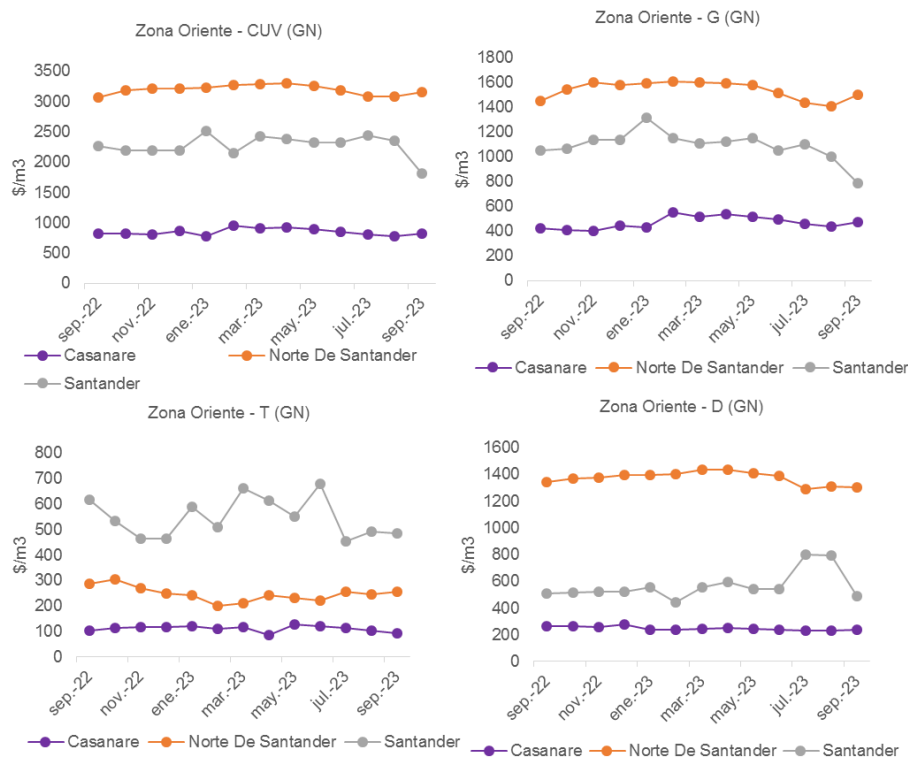 Zona Oriente - CUV (GN)
3500
3000
2500
2000
1500
1000
500
0
$/m3
sep.-22
nov.-22
ene.-23
mar.-23
may.-23
jul.-23
sep.-23
Casanare
Norte De Santander
Santander
Zona Oriente - G (GN)
1800
1600
1400
1200
1000
800
600
400
200
0
$/m3
sep.-22
nov.-22
ene.-23
mar.-23
may.-23
jul.-23
sep.-23
Casanare Norte De Santander Santander
Zona Oriente - T (GN)
800
700
600
500
400
300
200
100
0
$/m3
sep.-22
nov.-22
ene.-23
mar.-23
may.-23
jul.-23
sep.-23
Casanare Norte De Santander Santander
Zona Oriente - D (GN)
1600
1400
1200
1000
800
600
400
200
0
$/m3
sep.-22
nov.-22
ene.-23
mar.-23
may.-23
jul.-23
sep.-23
Casanare Norte De Santander Santander